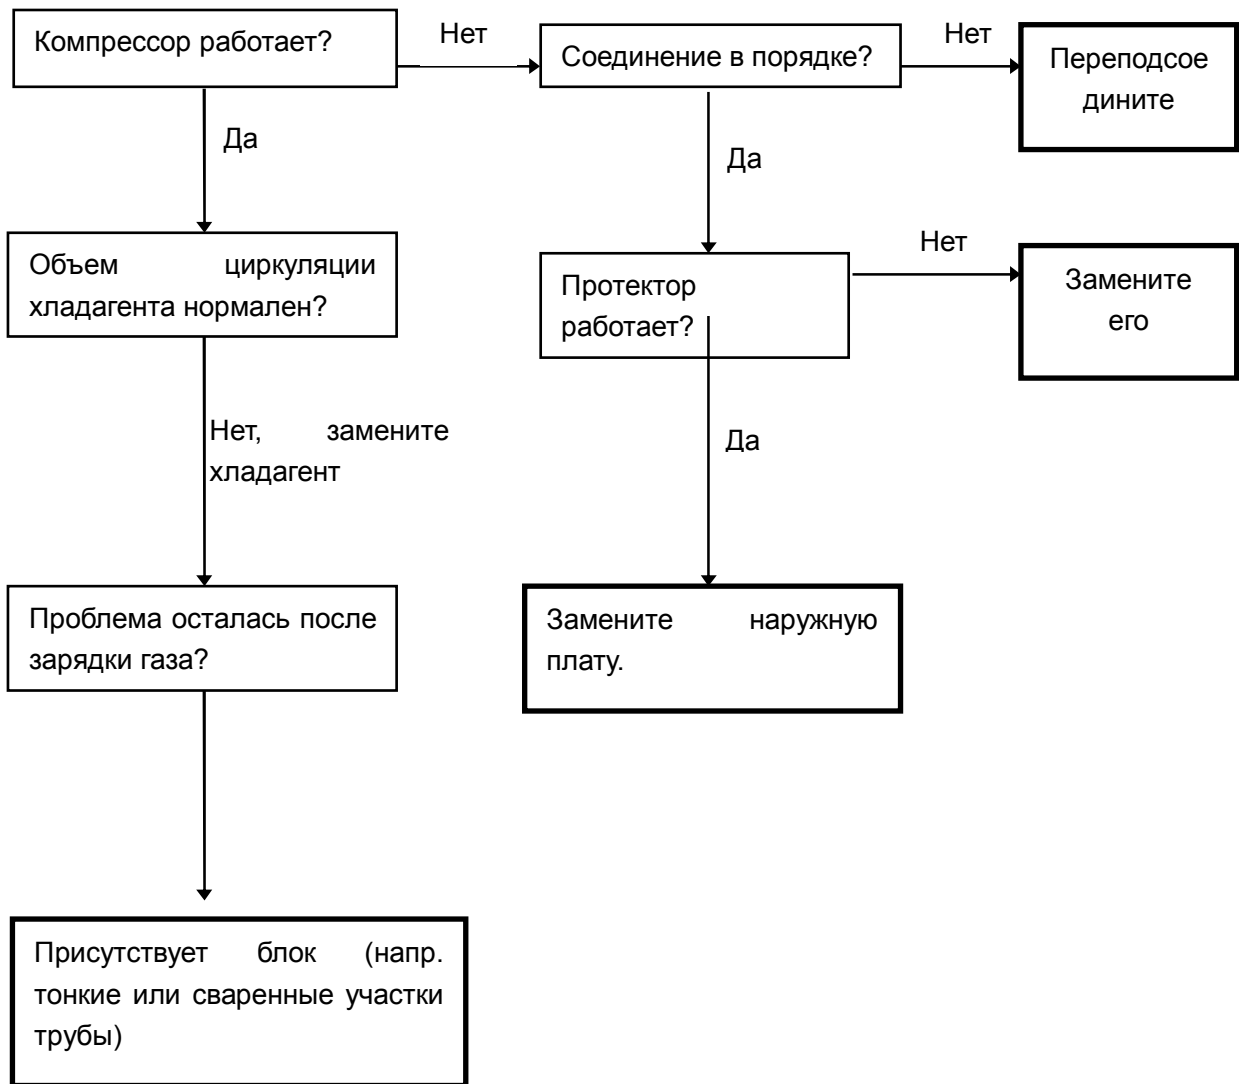 Компрессор работает?
Нет
Соединение в порядке?
Нет
Переподсое
дините
Да
Да
Объем циркуляции
хладагента нормален?
Протектор
работает?
Нет
Замените
его
Нет, замените
хладагент
Да
Проблема осталась после
зарядки газа?
Замените наружную
плату.
Присутствует блок (напр.
тонкие или сваренные участки
трубы)